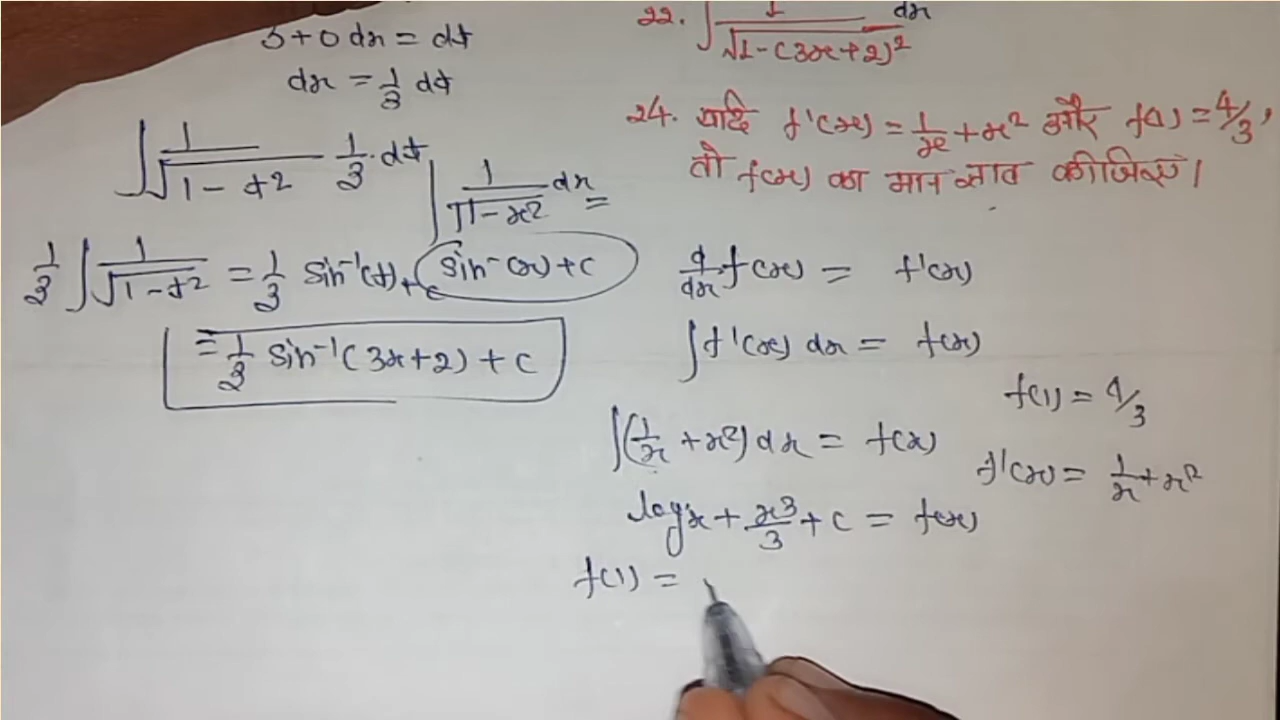 3+0 dx = dt
dx = 1/3 dt
∫ 1/√(1-t²) 1/3 . dt
∫ 1/√(1-x²) dx =
1/3 ∫ 1/√(1-t²) = 1/3 sin⁻¹(t)+c
sin⁻(x)+c
= 1/3 sin⁻¹(3x+2)+c
22. ∫ 1/√(1-(3x+2)²) dx
24. यदि f'(x) = 1/x + x² और f(1) = 4/3,
तो f(x) का मान ज्ञात कीजिए।
d/dx f(x) = f'(x)
∫ f'(x) dx = f(x)
f(1) = 4/3
∫(1/x + x²) dx = f(x)
f'(x) = 1/x + x²
log x + x³/3 + c = f(x)
f(1) =